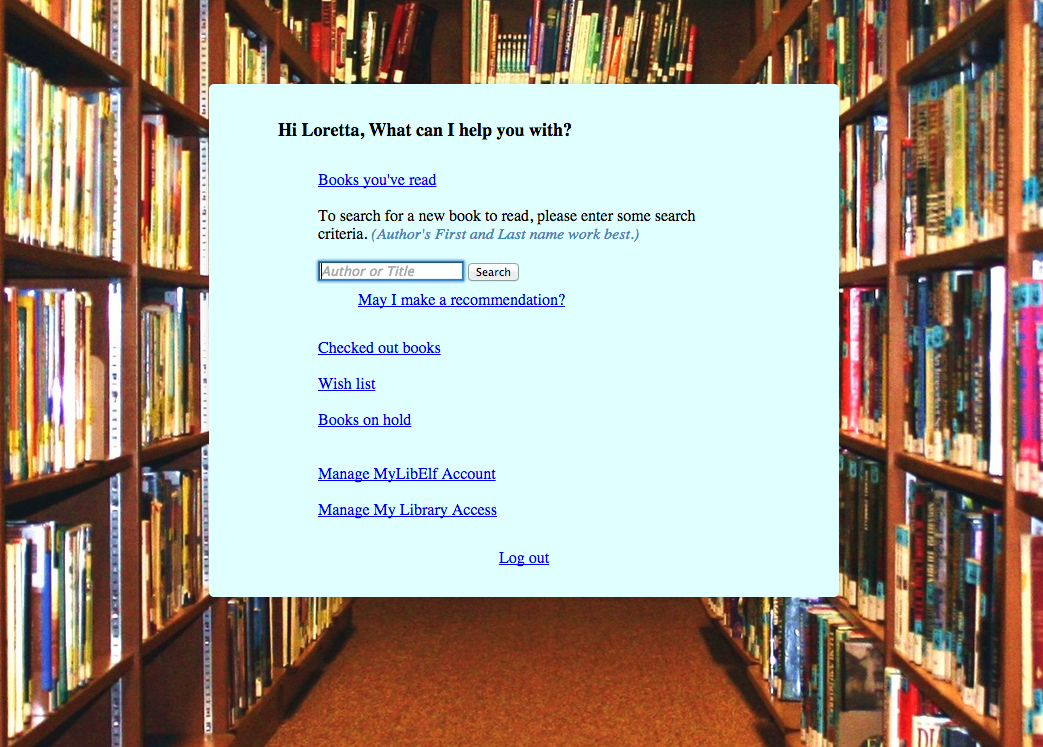 Hi Loretta, What can I help you with?
Books you've read
To search for a new book to read, please enter some search
criteria. (Author's First and Last name work best.)
Author or Title
Search
May I make a recommendation?
Checked out books
Wish list
Books on hold
Manage MyLibElf Account
Manage My Library Access
Log out